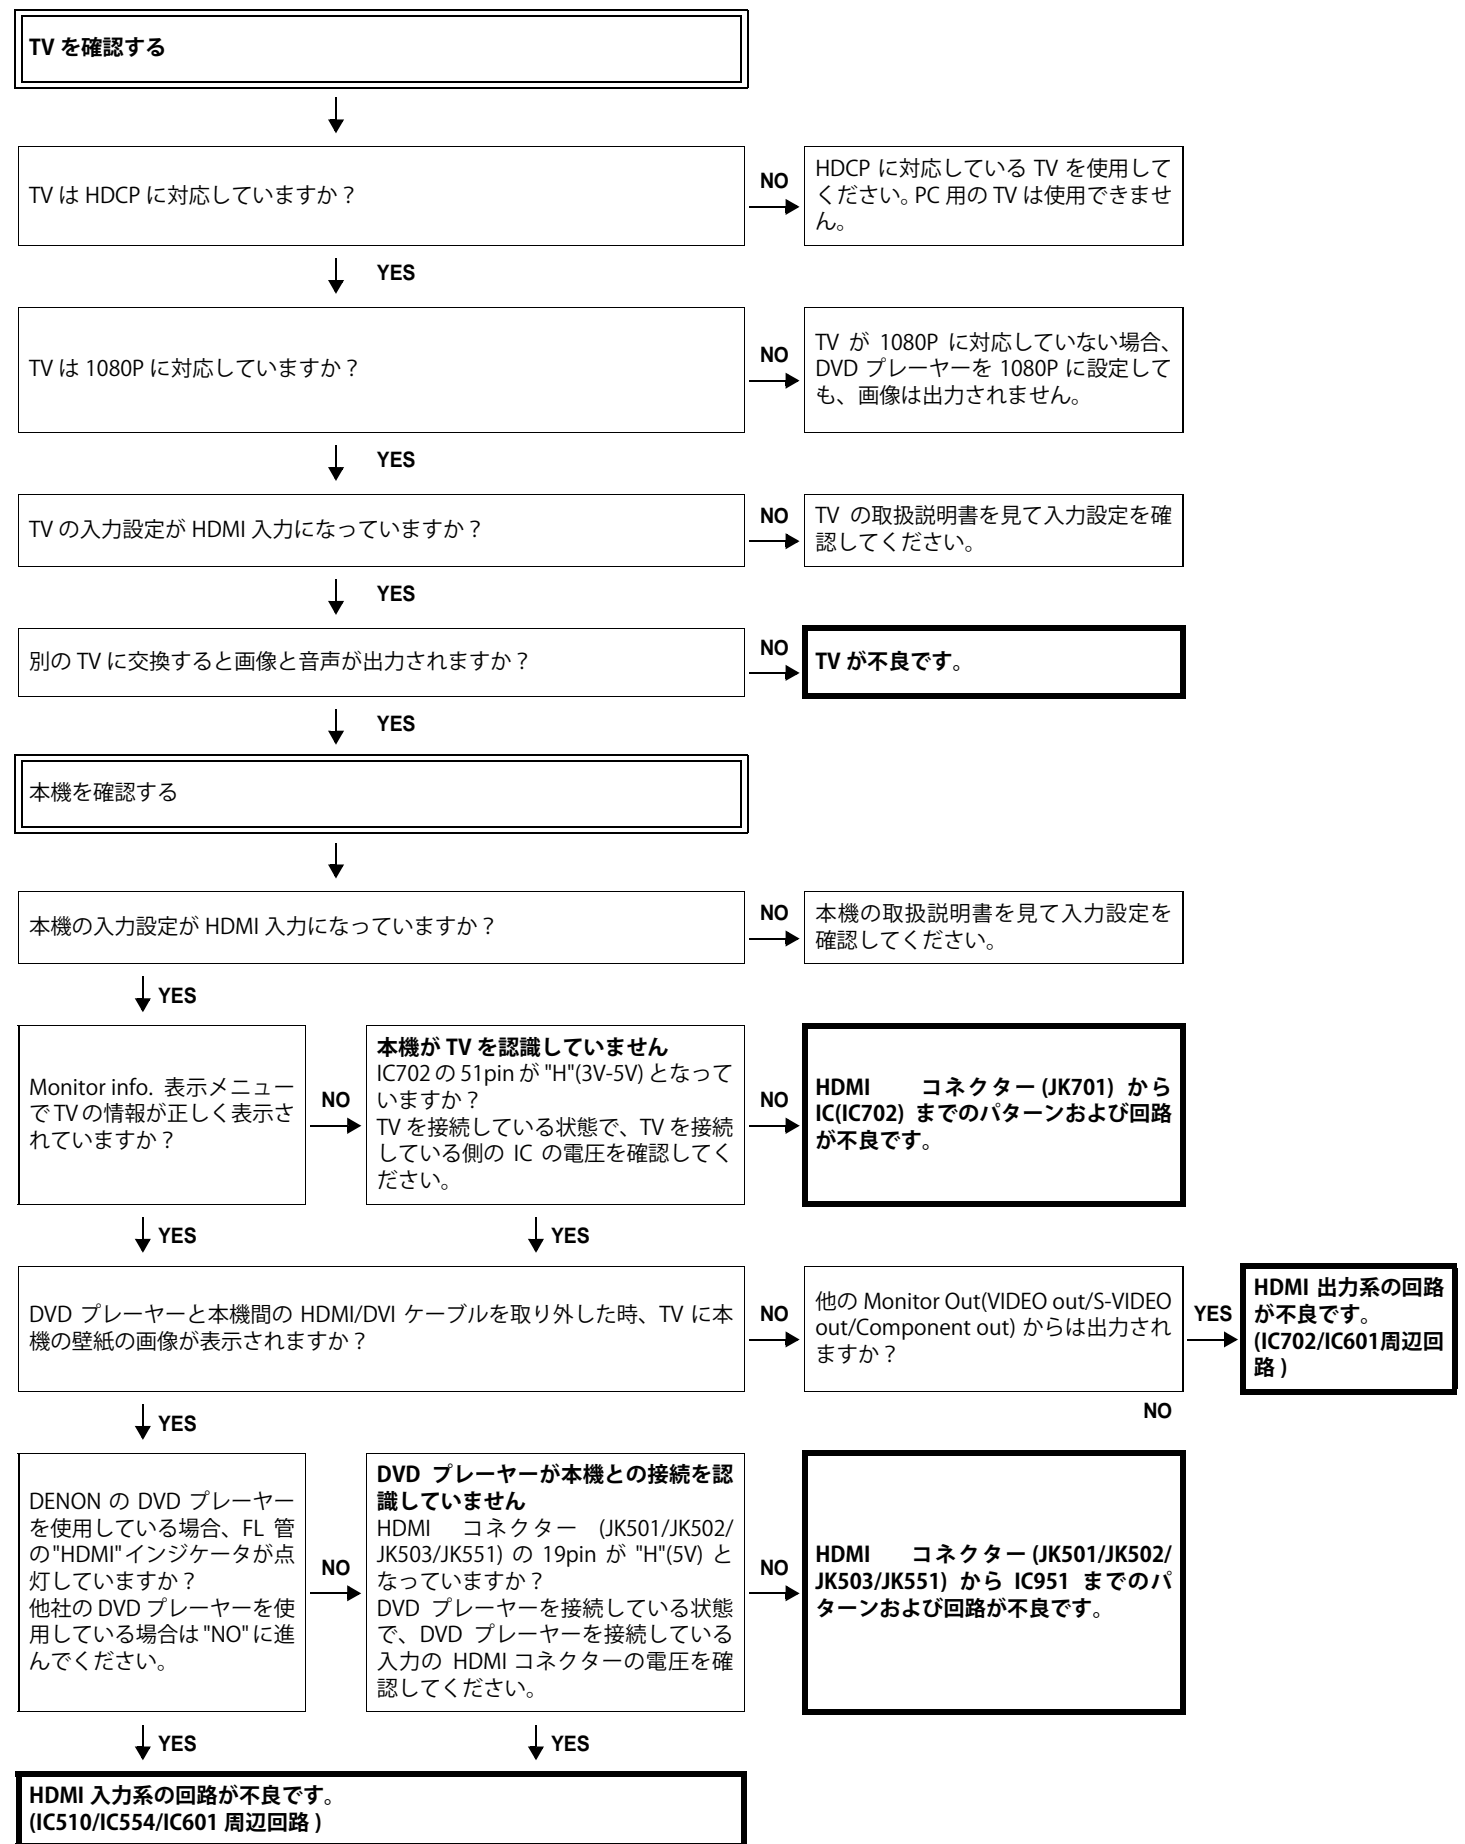 TV を確認する
TV は HDCP に対応していますか？
NO
HDCP に対応している TV を使用して
ください。PC 用の TV は使用できませ
ん。
YES
TV は 1080P に対応していますか？
NO
TV が 1080P に対応していない場合、
DVD プレーヤーを 1080P に設定して
も、画像は出力されません。
YES
TV の入力設定が HDMI 入力になっていますか？
NO
TV の取扱説明書を見て入力設定を確
認してください。
YES
別の TV に交換すると画像と音声が出力されますか？
NO
TV が不良です。
YES
本機を確認する
本機の入力設定が HDMI 入力になっていますか？
NO
本機の取扱説明書を見て入力設定を
確認してください。
YES
Monitor info. 表示メニュー
で TV の情報が正しく表示さ
れていますか？
NO
本機が TV を認識していません
IC702 の 51pin が "H"(3V-5V) となって
いますか？
TV を接続している状態で、TV を接続
している側の IC の電圧を確認してく
ださい。
NO
HDMI コネクター (JK701) から
IC(IC702) までのパターンおよび回路
が不良です。
YES
YES
DVD プレーヤーと本機間の HDMI/DVI ケーブルを取り外した時、TV に本
機の壁紙の画像が表示されますか？
NO
他の Monitor Out(VIDEO out/S-VIDEO
out/Component out) からは出力され
ますか？
YES
HDMI 出力系の回路
が不良です。
(IC702/IC601周辺回
路 )
YES
NO
DENON の DVD プレーヤー
を使用している場合、FL 管
の "HDMI" インジケータが点
灯していますか？
他社の DVD プレーヤーを使
用している場合は "NO" に進
んでください。
NO
DVD プレーヤーが本機との接続を認
識していません
HDMI コネクター (JK501/JK502/
JK503/JK551) の 19pin が "H"(5V) と
なっていますか？
DVD プレーヤーを接続している状態
で、DVD プレーヤーを接続している
入力の HDMI コネクターの電圧を確
認してください。
NO
HDMI コネクター (JK501/JK502/
JK503/JK551) から IC951 までのパ
ターンおよび回路が不良です。
YES
YES
HDMI 入力系の回路が不良です。
(IC510/IC554/IC601 周辺回路 )